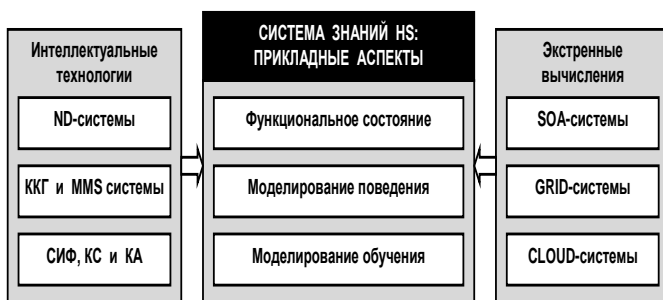 Интеллектуальные
технологии
ND-системы
ККГ и MMS системы
СИФ, КС и КА
СИСТЕМА ЗНАНИЙ HS:
ПРИКЛАДНЫЕ АСПЕКТЫ
Функциональное состояние
Моделирование поведения
Моделирование обучения
Экстренные
вычисления
SOA-системы
GRID-системы
CLOUD-системы